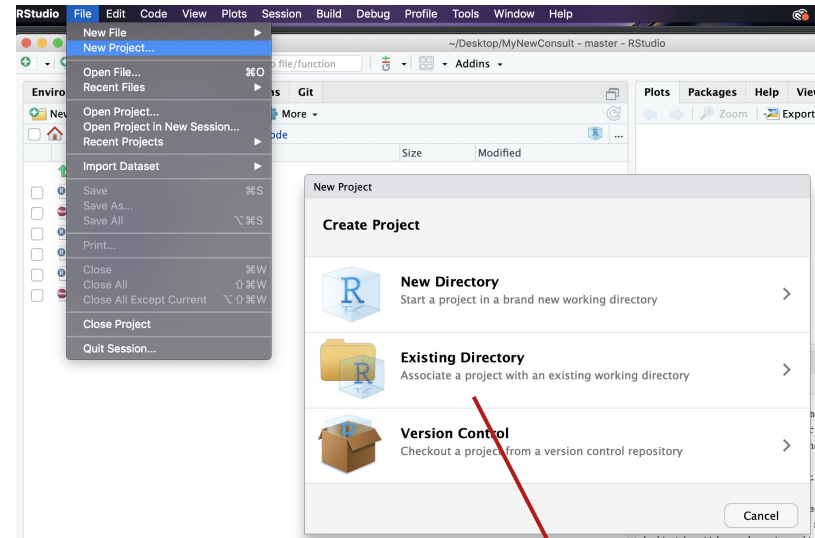 RStudio File Edit Code View Plots Session Build Debug Profile Tools Window Help
New File
New Project...
Open File... ⌘O
Recent Files
Open Project...
Open Project in New Session...
Recent Projects
Import Dataset
Save ⌘S
Save As...
Save All ⌥⌘S
Print...
Close ⌘W
Close All ⇧⌘W
Close All Except Current ⌥⇧⌘W
Close Project
Quit Session...
~/Desktop/MyNewConsult - master - RStudio
file/function Addins
Enviro ns Git
New More
ode ...
Size Modified
Plots Packages Help View
Zoom Export
New Project
Create Project
R
New Directory
Start a project in a brand new working directory
R
Existing Directory
Associate a project with an existing working directory
R
Version Control
Checkout a project from a version control repository
Cancel